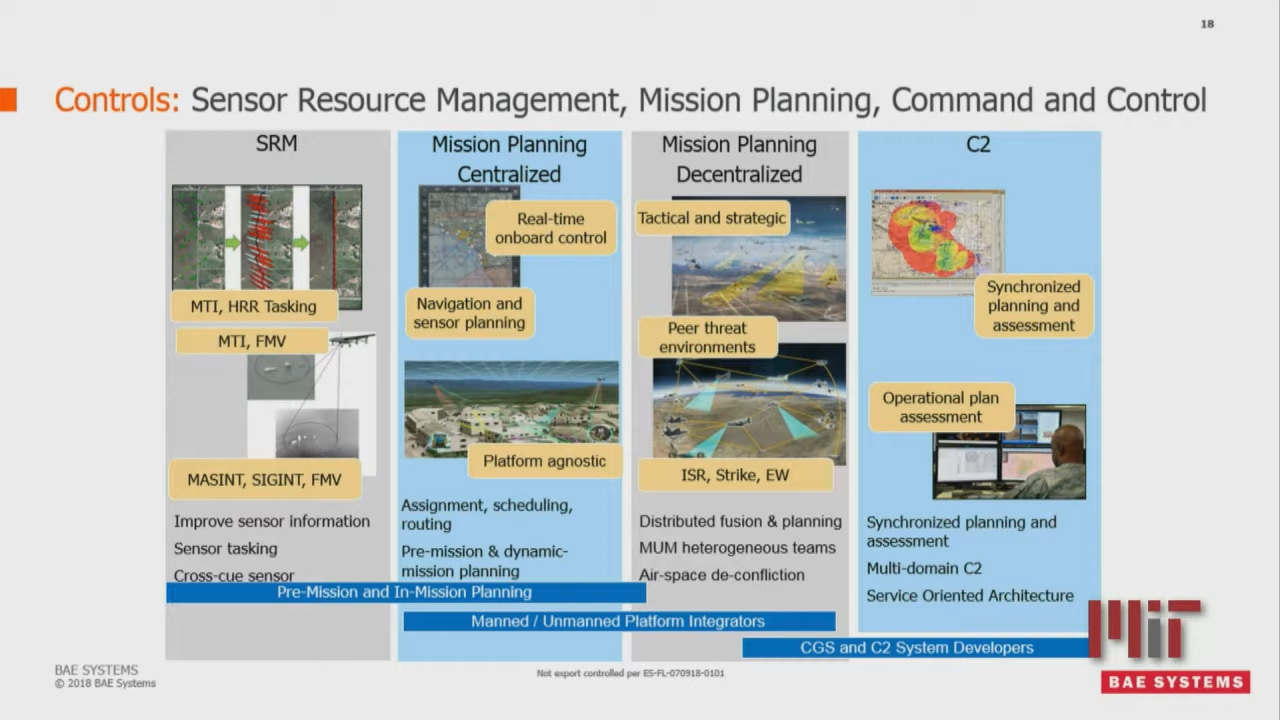 18
Controls: Sensor Resource Management, Mission Planning, Command and Control
SRM
MTI, HRR Tasking
MTI, FMV
MASINT, SIGINT, FMV
Improve sensor information
Sensor tasking
Cross-cue sensor
Mission Planning
Centralized
Real-time
onboard control
Navigation and
sensor planning
Platform agnostic
Assignment, scheduling,
routing
Pre-mission & dynamic-
mission planning
Mission Planning
Decentralized
Tactical and strategic
Peer threat
environments
ISR, Strike, EW
Distributed fusion & planning
MUM heterogeneous teams
Air-space de-confliction
C2
Synchronized
planning and
assessment
Operational plan
assessment
Synchronized planning and
assessment
Multi-domain C2
Service Oriented Architecture
Pre-Mission and In-Mission Planning
Manned / Unmanned Platform Integrators
CGS and C2 System Developers
BAE SYSTEMS
© 2018 BAE Systems
Not export controlled per ES-FL-070918-0101
MIT
BAE SYSTEMS